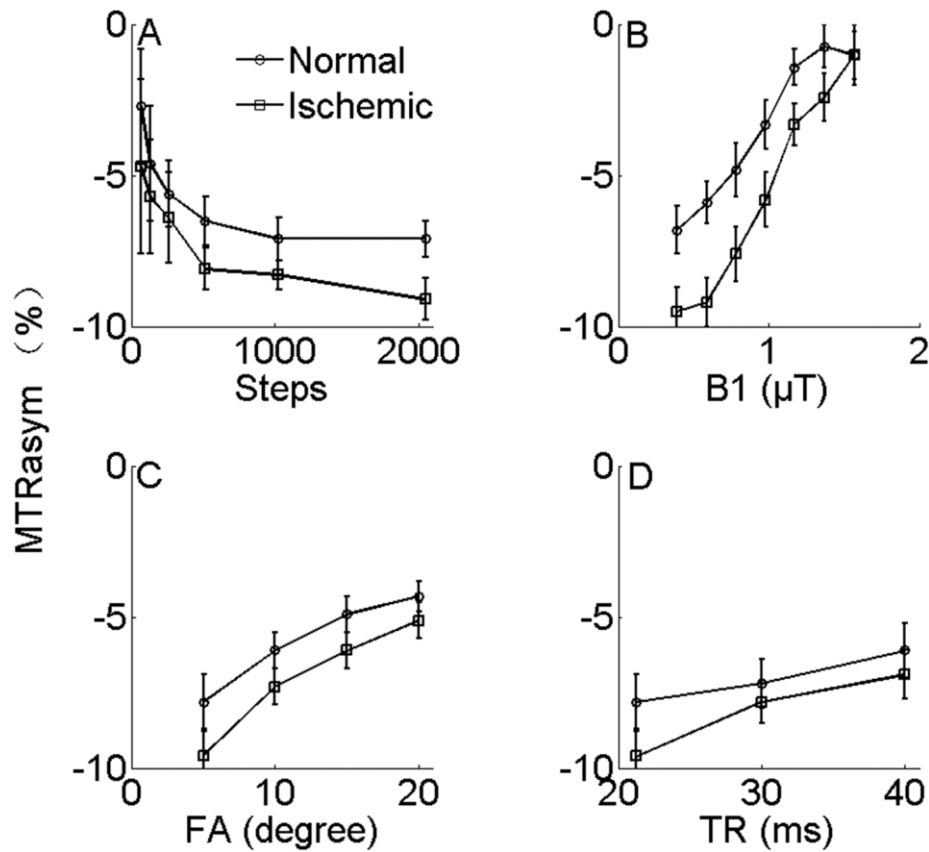 MTRasym (%)
A
Normal
Ischemic
0
-5
-10
0 1000 2000
Steps
B
0
-5
-10
0 1 2
B1 (μT)
C
0
-5
-10
0 10 20
FA (degree)
D
0
-5
-10
20 30 40
TR (ms)